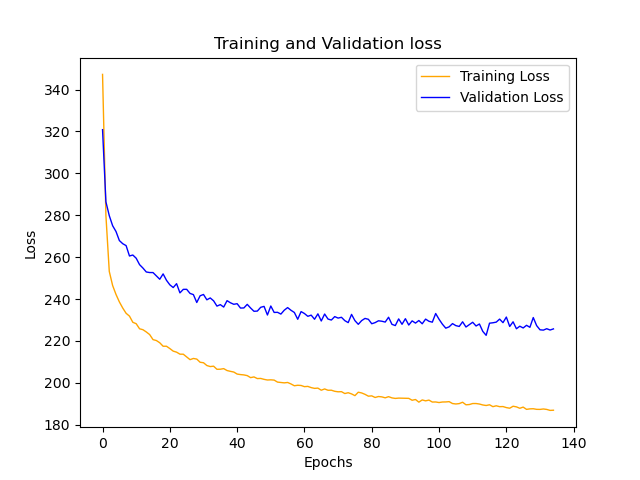 Training and Validation loss
Training Loss
Validation Loss
Loss
340
320
300
280
260
240
220
200
180
0 20 40 60 80 100 120 140
Epochs